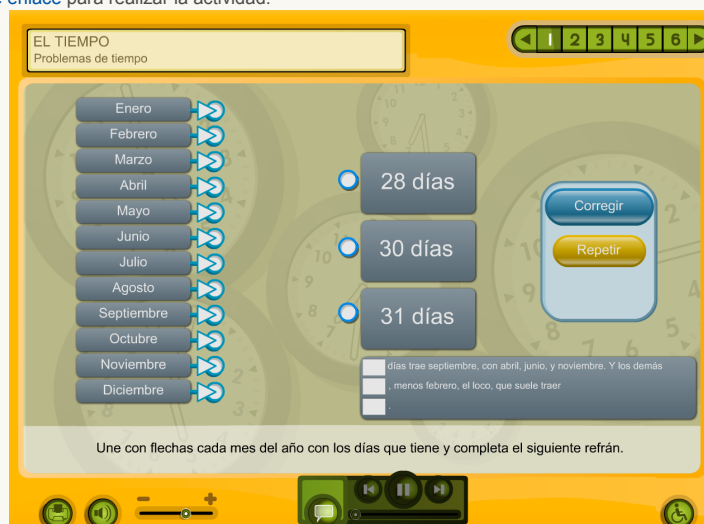 enlace para realizar la actividad.
EL TIEMPO
Problemas de tiempo
1 2 3 4 5 6
Enero
Febrero
Marzo
Abril
Mayo
Junio
Julio
Agosto
Septiembre
Octubre
Noviembre
Diciembre
28 días
30 días
31 días
Corregir
Repetir
días trae septiembre, con abril, junio, y noviembre. Y los demás
, menos febrero, el loco, que suele traer
.
Une con flechas cada mes del año con los días que tiene y completa el siguiente refrán.